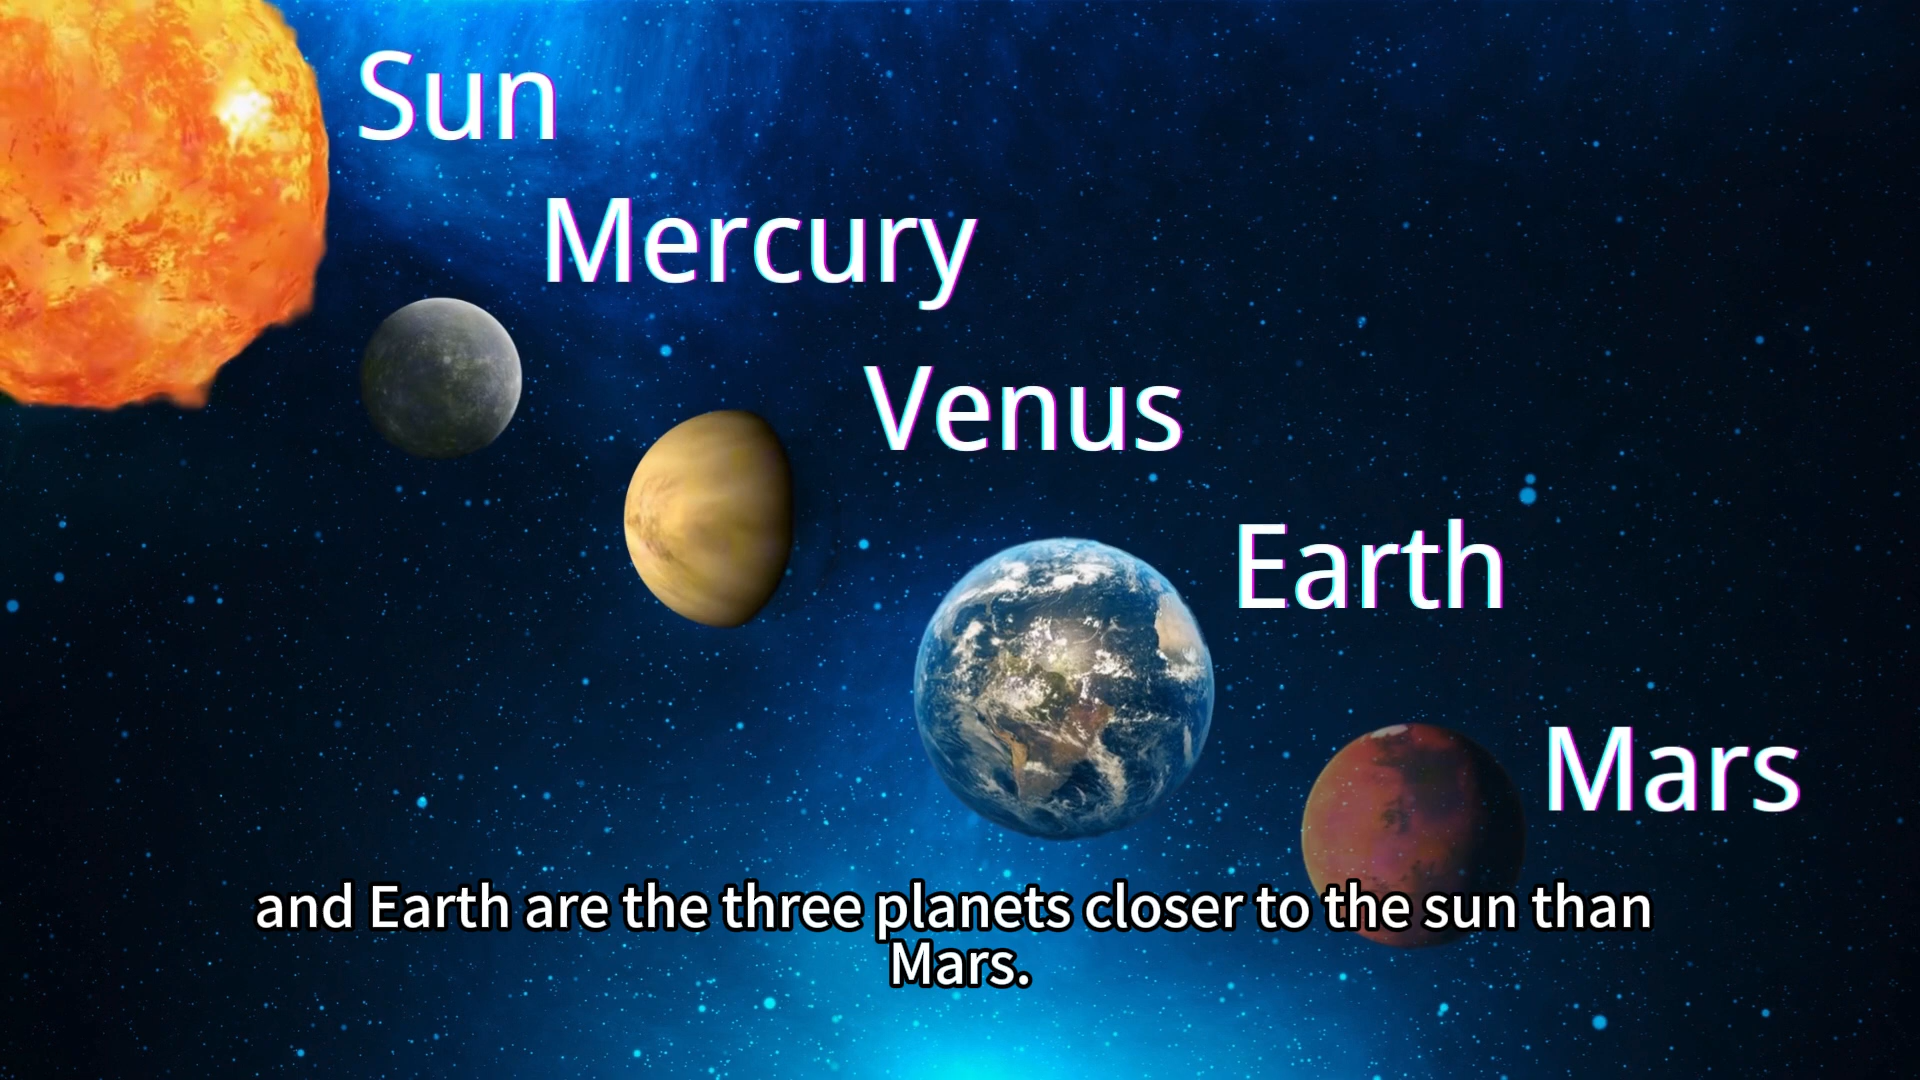 Sun
Mercury
Venus
Earth
Mars
and Earth are the three planets closer to the sun than
Mars.